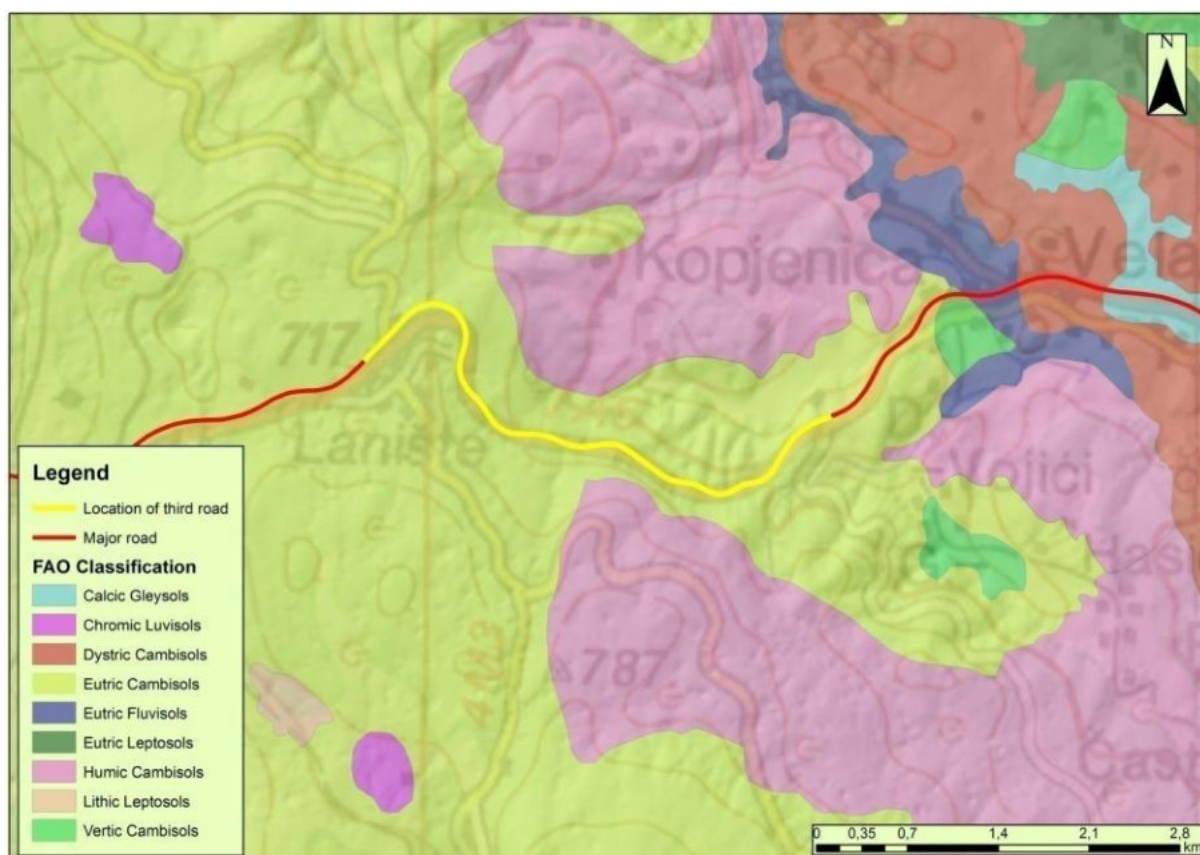 N
Kopjenica
Vela
717
Lanište
Vojići
787
Legend
Location of third road
Major road
FAO Classification
Calcic Gleysols
Chromic Luvisols
Dystric Cambisols
Eutric Cambisols
Eutric Fluvisols
Eutric Leptosols
Humic Cambisols
Lithic Leptosols
Vertic Cambisols
0 0,35 0,7 1,4 2,1 2,8
km